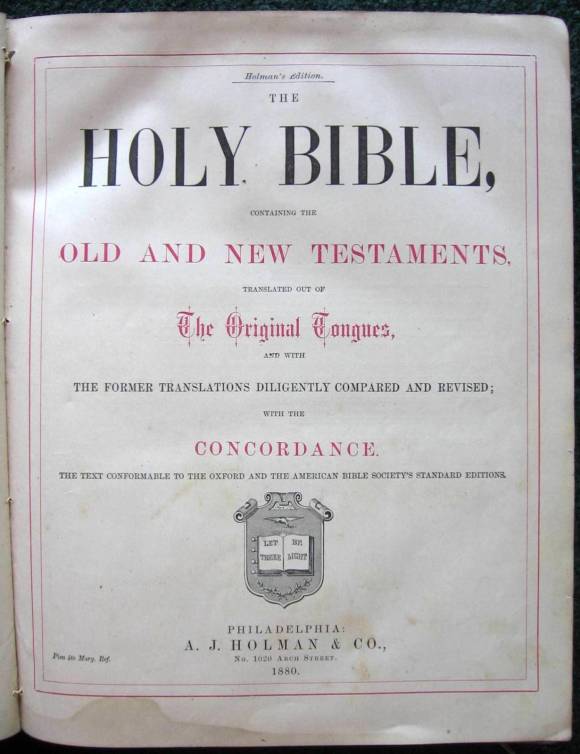 Holman's Edition.
THE
HOLY BIBLE,
CONTAINING THE
OLD AND NEW TESTAMENTS,
TRANSLATED OUT OF
The Original Tongues,
AND WITH
THE FORMER TRANSLATIONS DILIGENTLY COMPARED AND REVISED;
WITH THE
CONCORDANCE.
THE TEXT CONFORMABLE TO THE OXFORD AND THE AMERICAN BIBLE SOCIETY'S STANDARD EDITIONS.
LET BE
THERE LIGHT
PHILADELPHIA:
A. J. HOLMAN & CO.,
No. 1020 Arch Street.
1880.
Marg. Ref.